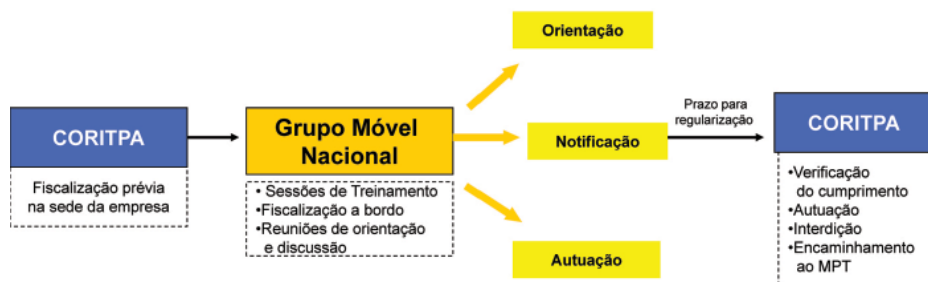 CORITPA
Fiscalização prévia
na sede da empresa
Grupo Móvel
Nacional
• Sessões de Treinamento
•Fiscalização a bordo
•Reuniões de orientação
e discussão
Orientação
Notificação
Autuação
Prazo para
regularização
CORITPA
•Verificação
do cumprimento
•Autuação
•Interdição
•Encaminhamento
ao MPT